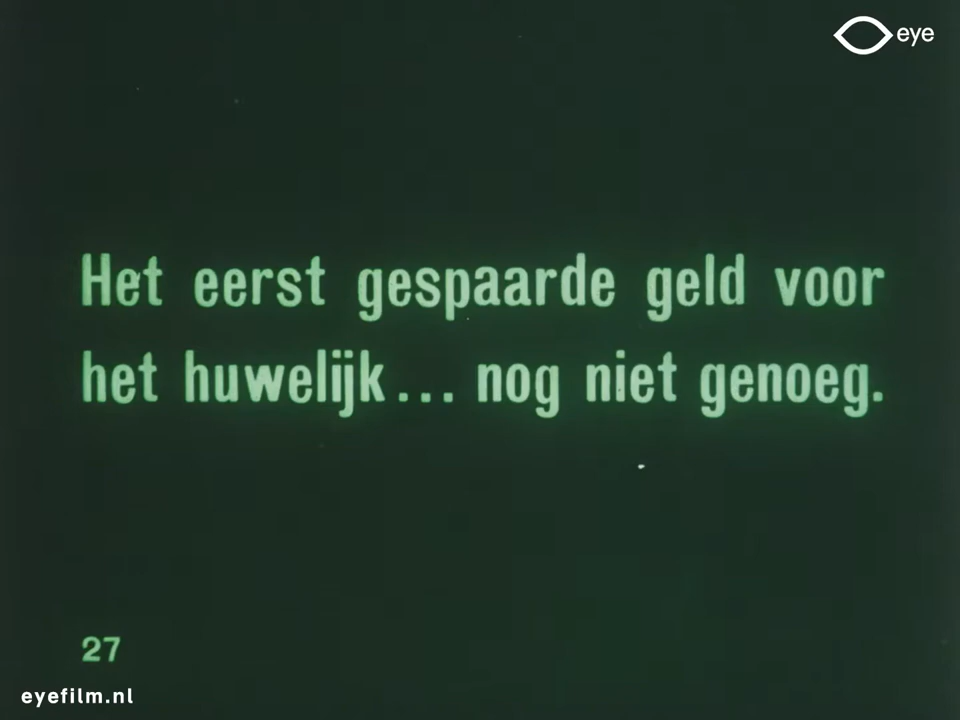 eye
Het eerst gespaarde geld voor
het huwelijk... nog niet genoeg.
27
eyefilm.nl